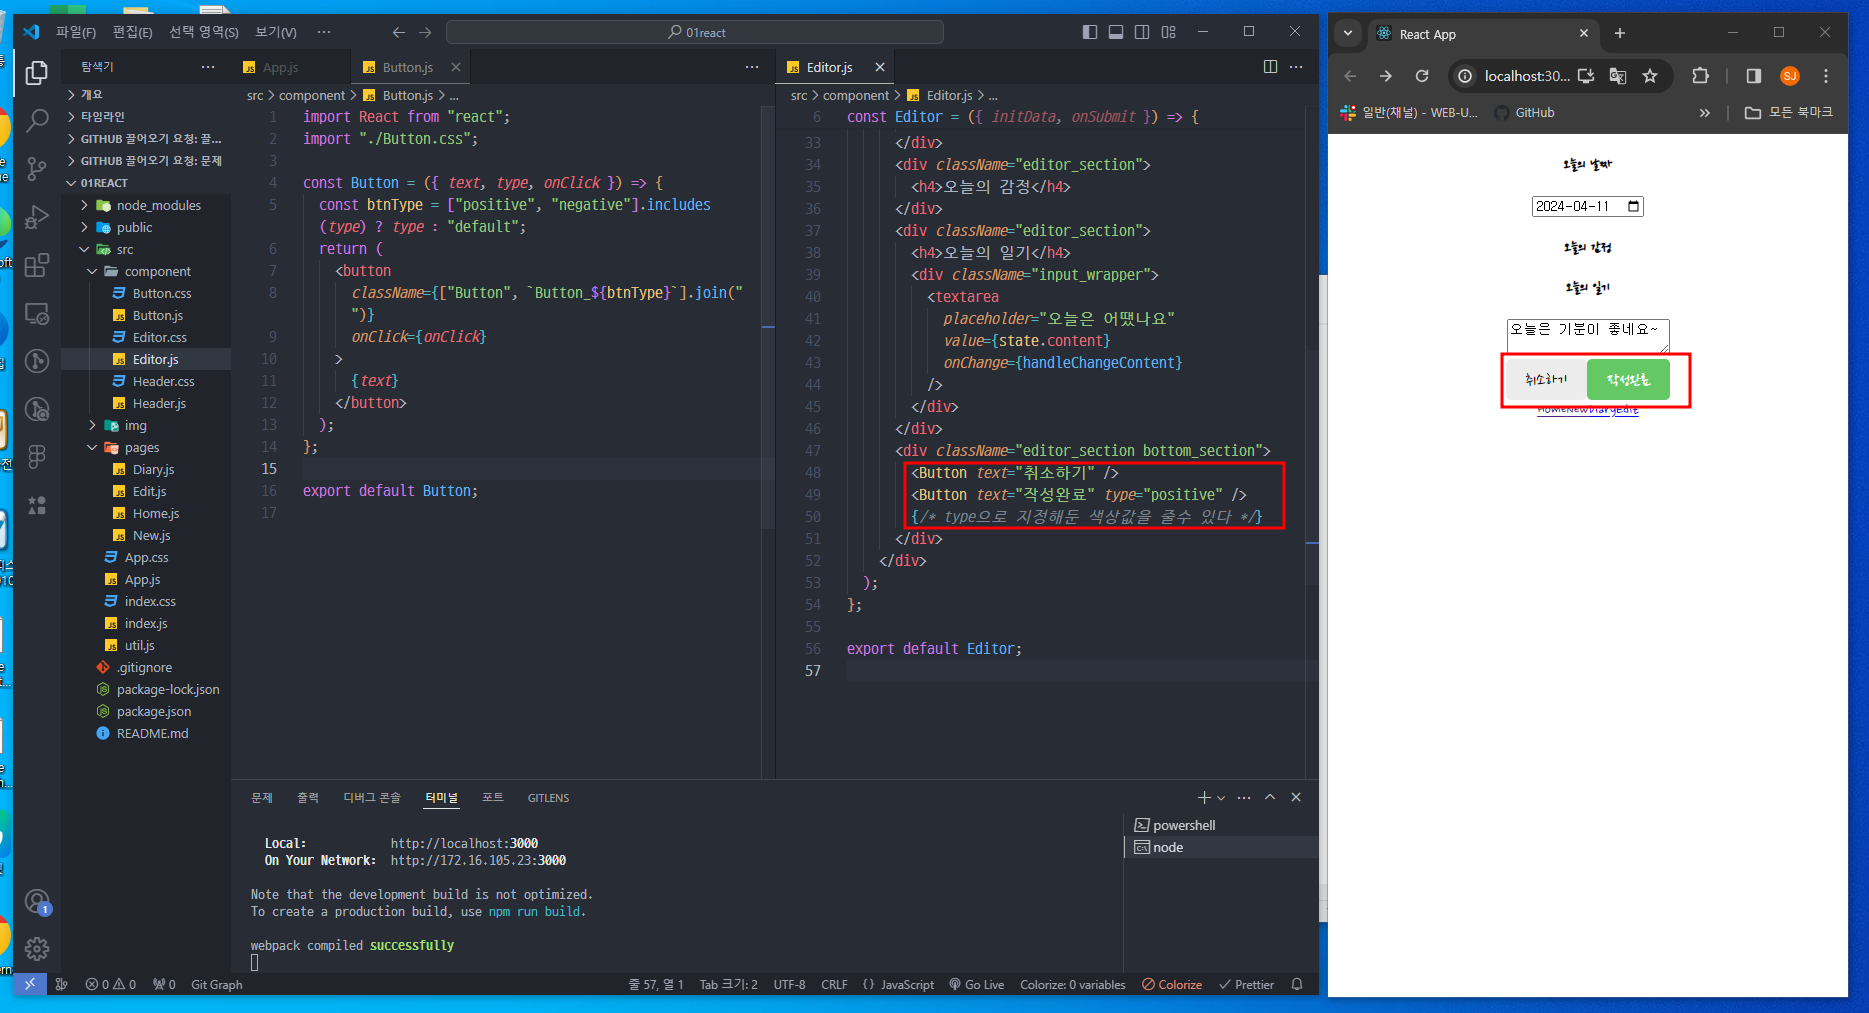 파일(F) 편집(E) 선택 영역(S) 보기(V) ··· 01react
탐색기 ···
개요
타임라인
GITHUB 끌어오기 요청: 끌...
GITHUB 끌어오기 요청: 문제
01REACT
node_modules
public
src
component
Button.css
Button.js
Editor.css
Editor.js
Header.css
Header.js
img
pages
Diary.js
Edit.js
Home.js
New.js
App.css
App.js
index.css
index.js
util.js
.gitignore
package-lock.json
package.json
README.md
App.js Button.js ···
src > component > Button.js > ...
1 import React from "react";
2 import "./Button.css";
3
4 const Button = ({ text, type, onClick }) => {
5 const btnType = ["positive", "negative"].includes
(type) ? type : "default";
6 return (
7 <button
8 className={["Button", `Button_${btnType}`].join("
")}
9 onClick={onClick}
10 >
11 {text}
12 </button>
13 );
14 };
15
16 export default Button;
17
Editor.js ···
src > component > Editor.js > ...
6 const Editor = ({ initData, onSubmit }) => {
33 </div>
34 <div className="editor_section">
35 <h4>오늘의 감정</h4>
36 </div>
37 <div className="editor_section">
38 <h4>오늘의 일기</h4>
39 <div className="input_wrapper">
40 <textarea
41 placeholder="오늘은 어땠나요"
42 value={state.content}
43 onChange={handleChangeContent}
44 />
45 </div>
46 </div>
47 <div className="editor_section bottom_section">
48 <Button text="취소하기" />
49 <Button text="작성완료" type="positive" />
50 {/* type으로 지정해둔 색상값을 줄수 있다 */}
51 </div>
52 </div>
53 );
54 };
55
56 export default Editor;
57
문제 출력 디버그 콘솔 터미널 포트 GITLENS
Local: http://localhost:3000
On Your Network: http://172.16.105.23:3000
Note that the development build is not optimized.
To create a production build, use npm run build.
webpack compiled successfully
powershell
node
1
0 0 0 Git Graph 줄 57, 열 1 Tab 크기: 2 UTF-8 CRLF {} JavaScript Go Live Colorize: 0 variables Colorize Prettier
React App
localhost:30... SJ
일반(채널) - WEB-U... GitHub » 모든 북마크
오늘의 날짜
2024-04-11
오늘의 감정
오늘의 일기
오늘은 기분이 좋네요~
취소하기 작성완료
HomeNewDiaryEdit